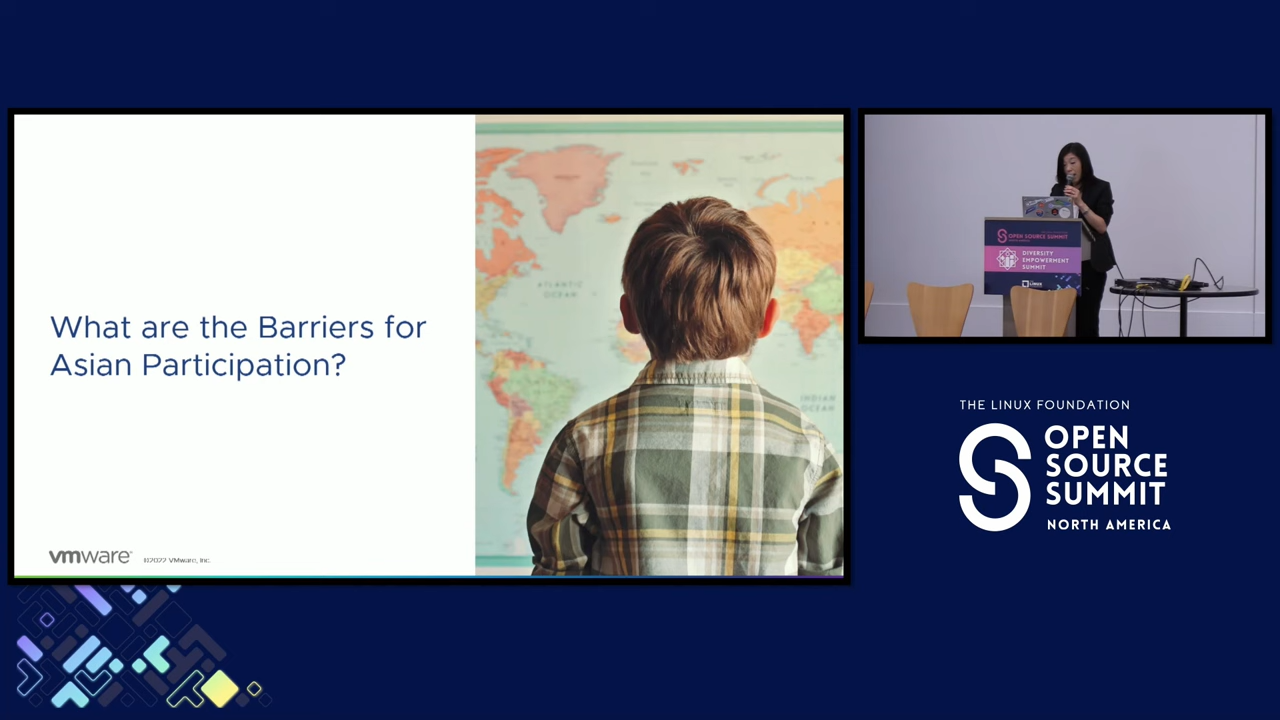 What are the Barriers for
Asian Participation?
vmware
©2022 VMware, Inc.
ATLANTIC
OCEAN
INDIAN
OCEAN
OPEN SOURCE SUMMIT
DIVERSITY
EMPOWERMENT
SUMMIT
LINUX
THE LINUX FOUNDATION
OPEN
SOURCE
SUMMIT
NORTH AMERICA